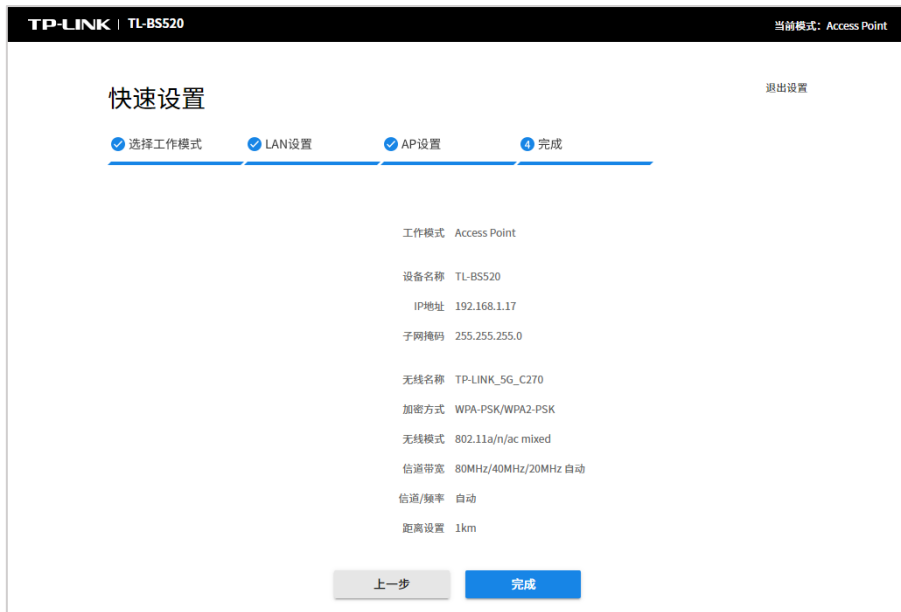 TP-LINK | TL-BS520 当前模式：Access Point
快速设置 退出设置
选择工作模式 LAN设置 AP设置 4 完成
工作模式 Access Point
设备名称 TL-BS520
IP地址 192.168.1.17
子网掩码 255.255.255.0
无线名称 TP-LINK_5G_C270
加密方式 WPA-PSK/WPA2-PSK
无线模式 802.11a/n/ac mixed
信道带宽 80MHz/40MHz/20MHz 自动
信道/频率 自动
距离设置 1km
上一步 完成